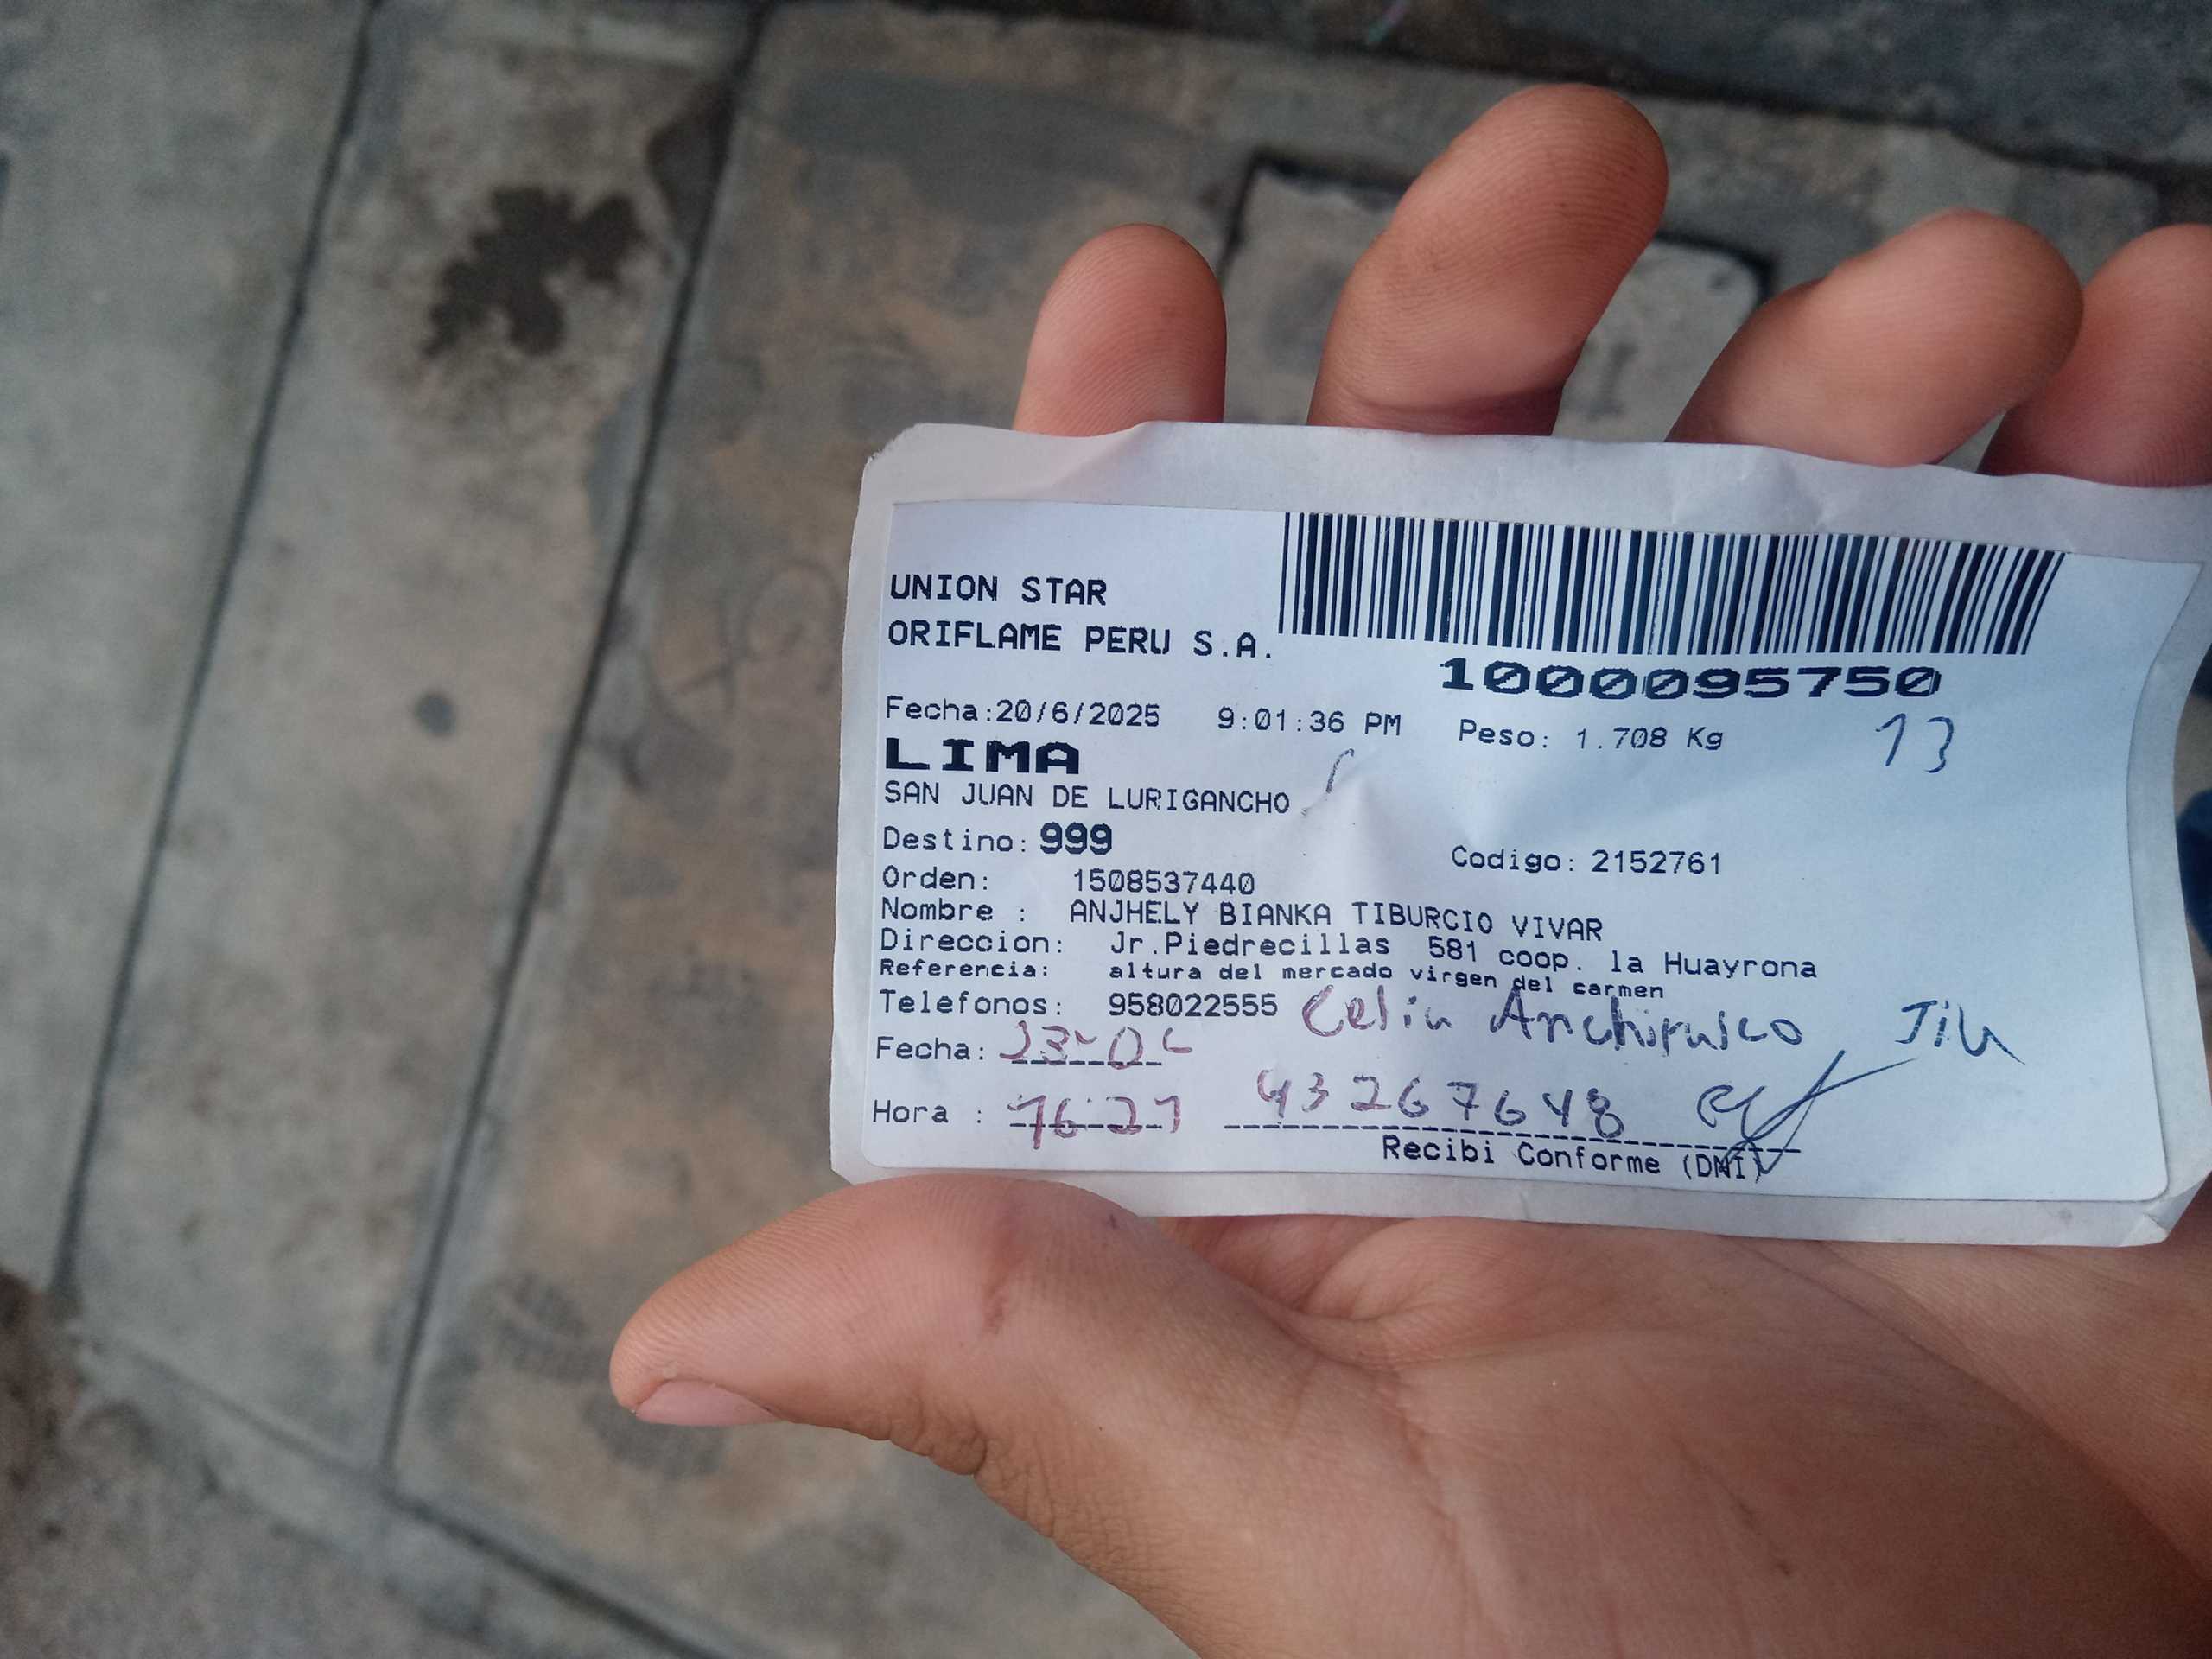 UNION STAR
ORIFLAME PERU S.A.
1000095750
Fecha:20/6/2025 9:01:36 PM Peso: 1.708 Kg 13
LIMA
SAN JUAN DE LURIGANCHO
Destino: 999 Codigo: 2152761
Orden: 1508537440
Nombre : ANJHELY BIANKA TIBURCIO VIVAR
Direccion: Jr.Piedrecillas 581 coop. la Huayrona
Referencia: altura del mercado virgen del carmen
Telefonos: 958022555 Celia
Fecha:
Hora : 16-27 43267648
Recibi Conforme (DNI)